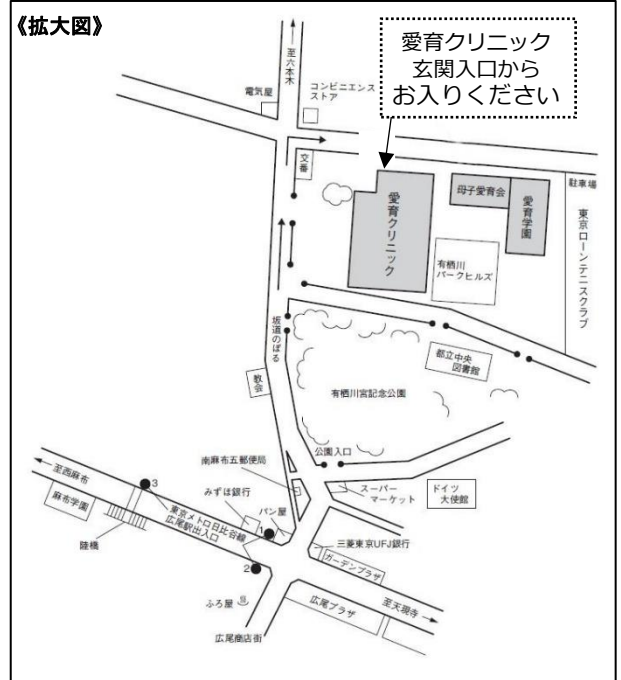 《拡大図》
愛育クリニック
玄関入口から
お入りください
至六本木
電気屋
コンビニエンス
ストア
交番
愛育クリニック
母子愛育会
愛育学園
駐車場
東京ローンテニスクラブ
有栖川
パークヒルズ
坂道のぼる
都立中央
図書館
教会
有栖川宮記念公園
公園入口
南麻布五郵便局
至西麻布
みずほ銀行
スーパー
マーケット
ドイツ
大使館
麻布学園
3
東京メトロ日比谷線
広尾駅出入口
パン屋
1
三菱東京UFJ銀行
陸橋
2
ガーデンプラザ
ふろ屋
広尾プラザ
至天現寺
広尾商店街